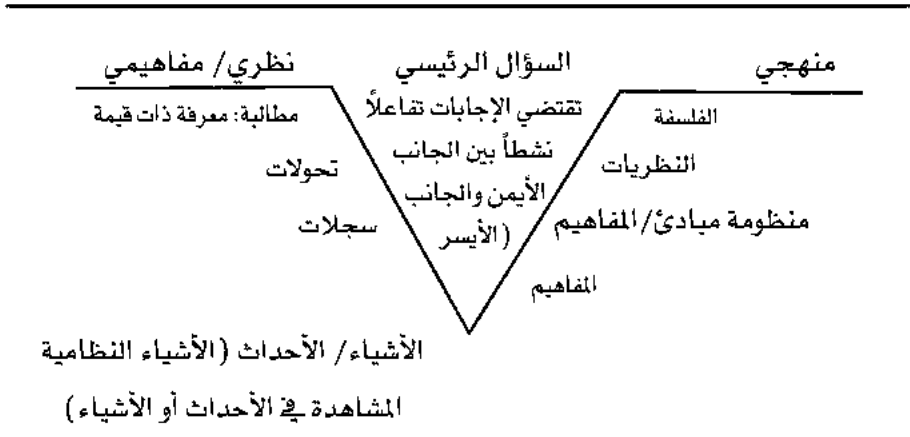 منهجي
السؤال الرئيسي
نظري/ مفاهيمي
الفلسفة
النظريات
منظومة مبادئ/المفاهيم
المفاهيم
تقتضي الإجابات تفاعلاً
نشطاً بين الجانب
الأيمن والجانب
(الأيسر
مطالبة: معرفة ذات قيمة
تحولات
سجلات
الأشياء/ الأحداث (الأشياء النظامية
المشاهدة في الأحداث أو الأشياء)